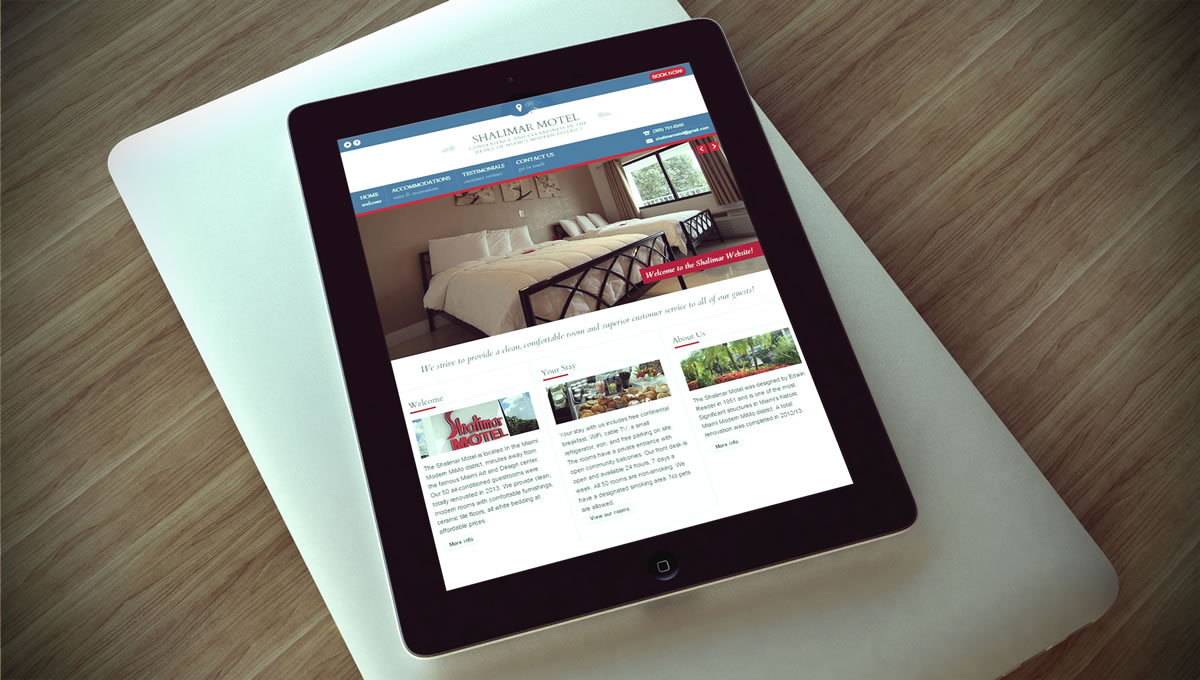 BOOK NOW!
SHALIMAR MOTEL
CONVENIENCE AND CLEANLINESS IN THE
HEART OF MIAMI'S MODERN DISTRICT
(305) 751-0345
shalimarmotel@gmail.com
HOME
welcome
ACCOMMODATIONS
rates & reservations
TESTIMONIALS
customer reviews
CONTACT US
get in touch
Welcome to the Shalimar Website!
We strive to provide a clean, comfortable room and superior customer service to all of our guests!
Welcome
Shalimar
MOTEL
The Shalimar Motel is located in the Miami
Modern MiMo district, minutes away from
the famous Miami Art and Design center.
Our 50 air-conditioned guestrooms were
totally renovated in 2013. We provide clean,
modern rooms with comfortable furnishings,
ceramic tile floors, all white bedding at
affordable prices.
More info
Your Stay
Your stay with us includes free continental
breakfast, WiFi, cable TV, a small
refrigerator, iron, and free parking on site.
The rooms have a private entrance with
open community balconies. Our front desk is
open and available 24 hours, 7 days a
week. All 50 rooms are non-smoking. We
have a designated smoking area. No pets
are allowed.
View our rooms
About Us
The Shalimar Motel was designed by Edwin
Reeder in 1951 and is one of the most
Significant structures in Miami's historic
Miami Modern MiMo district. A total
renovation was completed in 2012/13.
More info